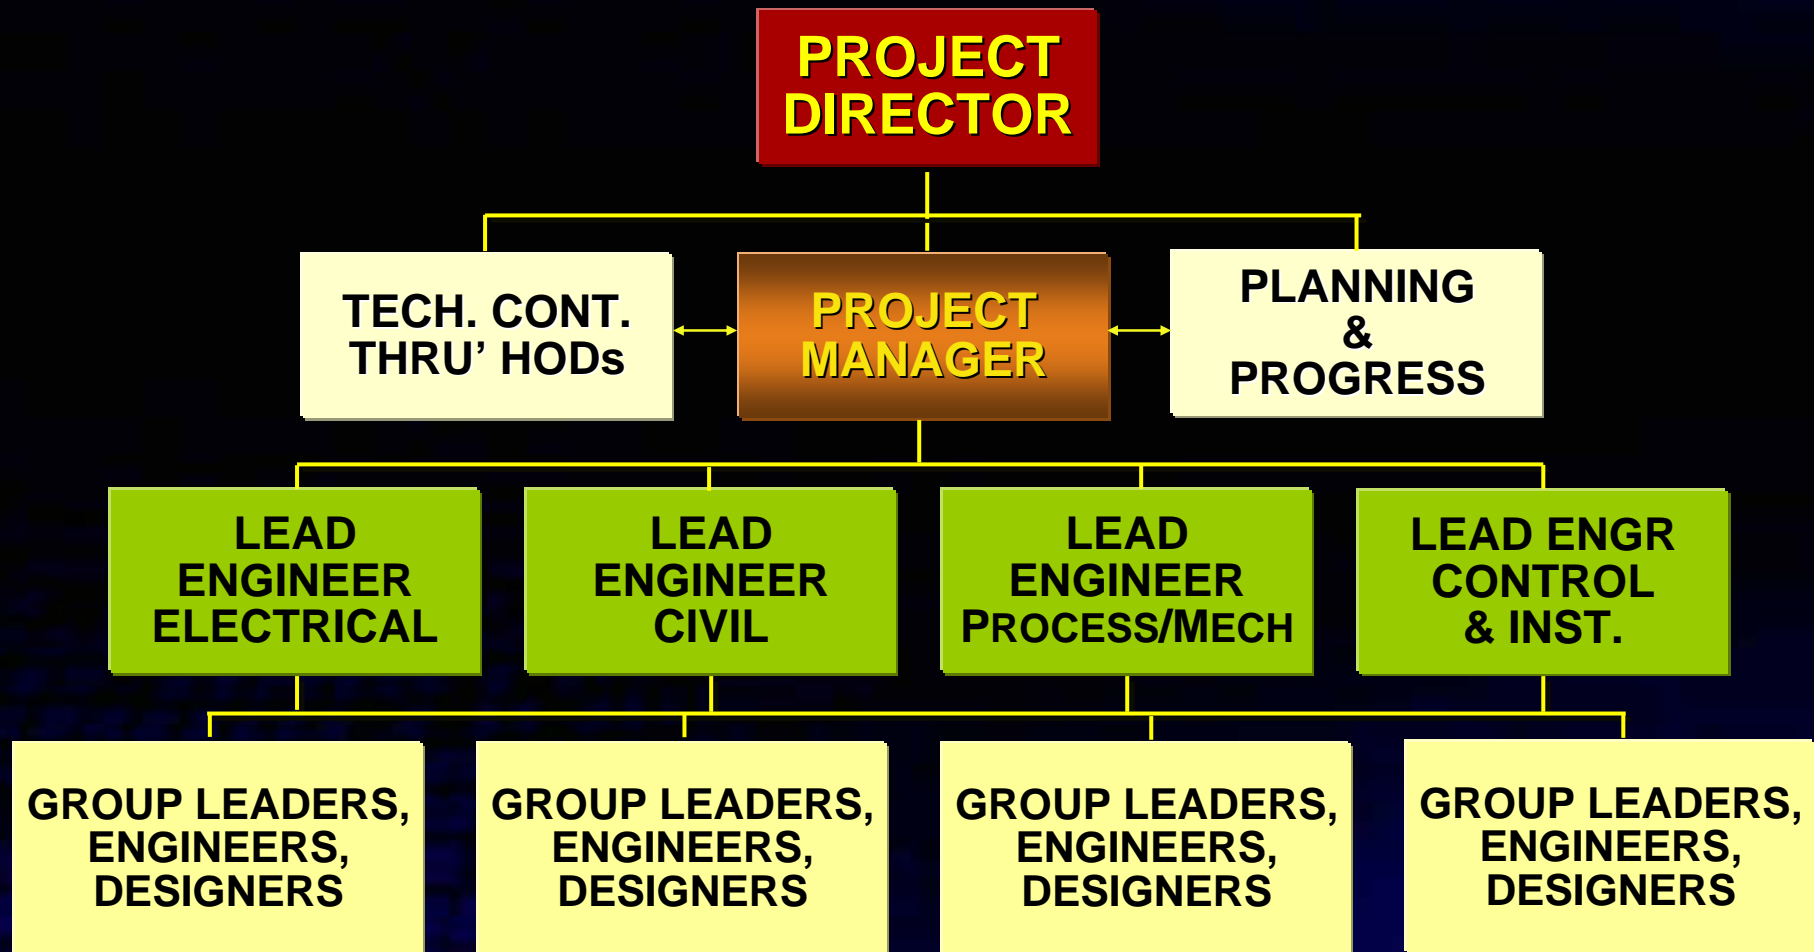 PROJECT
DIRECTOR
TECH. CONT.
THRU’ HODs
PROJECT
MANAGER
PLANNING
&
PROGRESS
LEAD
ENGINEER
ELECTRICAL
LEAD
ENGINEER
CIVIL
LEAD
ENGINEER
PROCESS/MECH
LEAD ENGR
CONTROL
& INST.
GROUP LEADERS,
ENGINEERS,
DESIGNERS
GROUP LEADERS,
ENGINEERS,
DESIGNERS
GROUP LEADERS,
ENGINEERS,
DESIGNERS
GROUP LEADERS,
ENGINEERS,
DESIGNERS